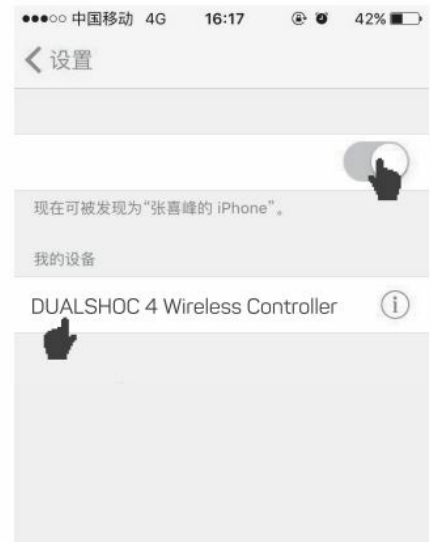 中国移动 4G 16:17 42%
设置
现在可被发现为“张喜峰的 iPhone”。
我的设备
DUALSHOC 4 Wireless Controller i